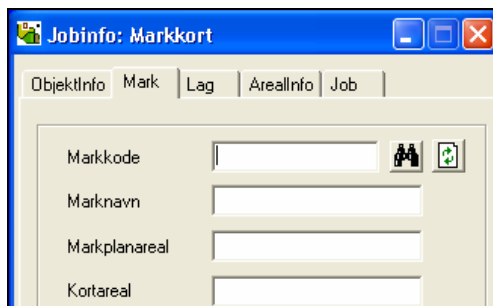 Jobinfo: Markkort
ObjektInfo Mark Lag ArealInfo Job
Markkode
Marknavn
Markplanareal
Kortareal